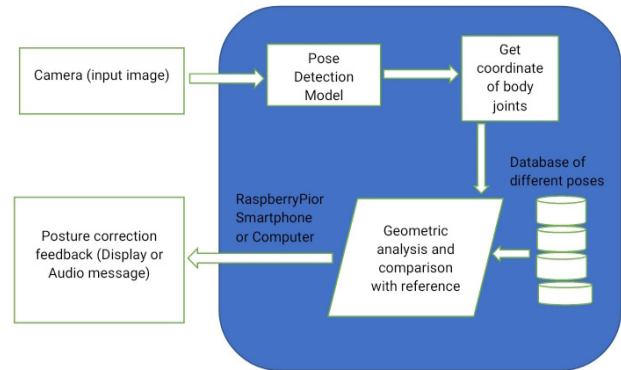 Camera (input image)
Pose
Detection
Model
Get
coordinate
of body
joints
Database of
different poses
Geometric
analysis and
comparison
with reference
RaspberryPior
Smartphone
or Computer
Posture correction
feedback (Display or
Audio message)